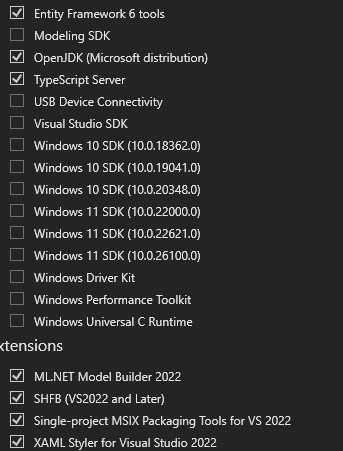 Entity Framework 6 tools
Modeling SDK
OpenJDK (Microsoft distribution)
TypeScript Server
USB Device Connectivity
Visual Studio SDK
Windows 10 SDK (10.0.18362.0)
Windows 10 SDK (10.0.19041.0)
Windows 10 SDK (10.0.20348.0)
Windows 11 SDK (10.0.22000.0)
Windows 11 SDK (10.0.22621.0)
Windows 11 SDK (10.0.26100.0)
Windows Driver Kit
Windows Performance Toolkit
Windows Universal C Runtime
xtensions
ML.NET Model Builder 2022
SHFB (VS2022 and Later)
Single-project MSIX Packaging Tools for VS 2022
XAML Styler for Visual Studio 2022